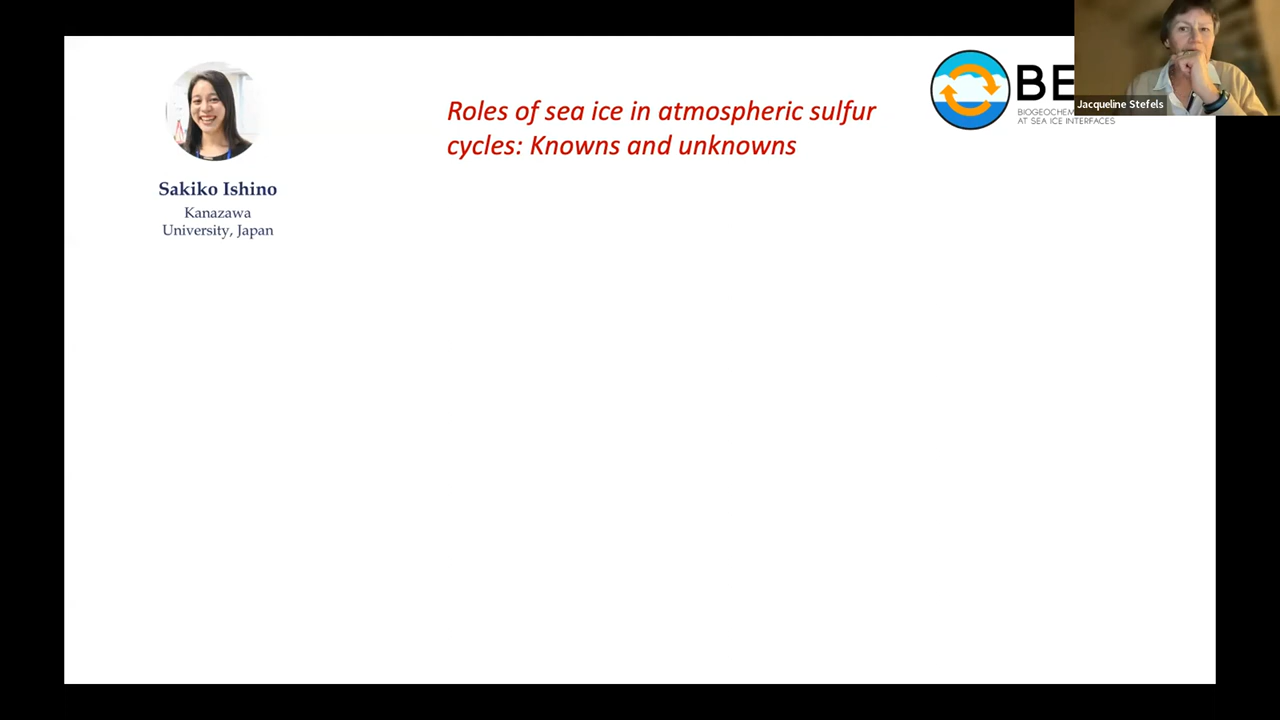 Roles of sea ice in atmospheric sulfur
cycles: Knowns and unknowns
Sakiko Ishino
Kanazawa
University, Japan
BE
BIOGEOCHEM
AT SEA ICE INTERFACES
Jacqueline Stefels